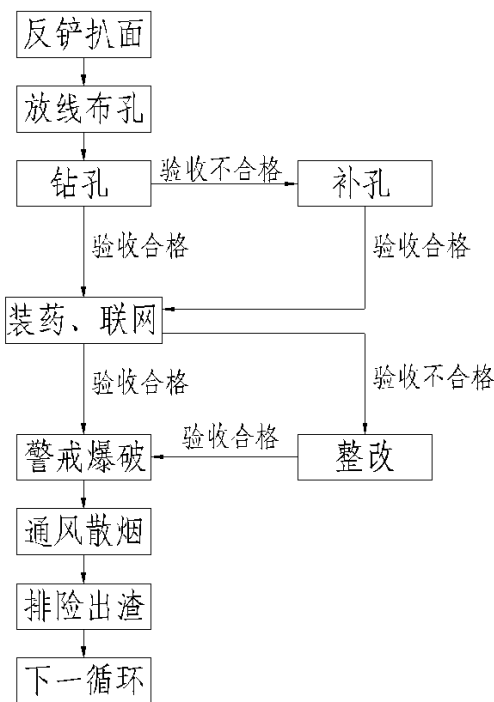 反铲扒面
放线布孔
钻孔
验收不合格
补孔
验收合格
验收合格
装药、联网
验收合格
验收不合格
验收合格
警戒爆破
整改
通风散烟
排险出渣
下一循环